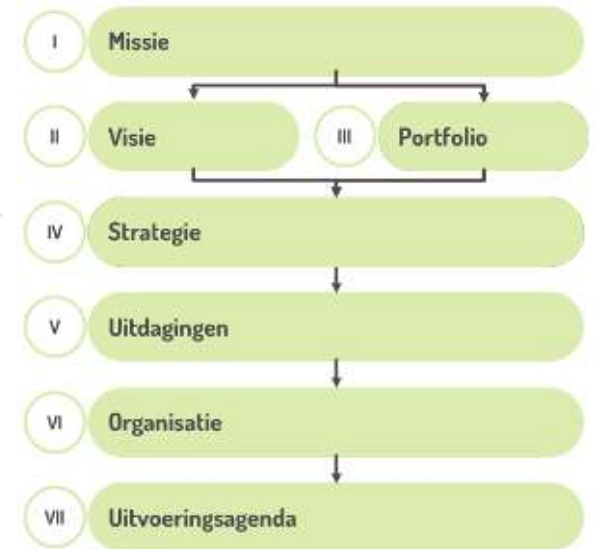 I Missie
II Visie III Portfolio
IV Strategie
V Uitdagingen
VI Organisatie
VII Uitvoeringsagenda